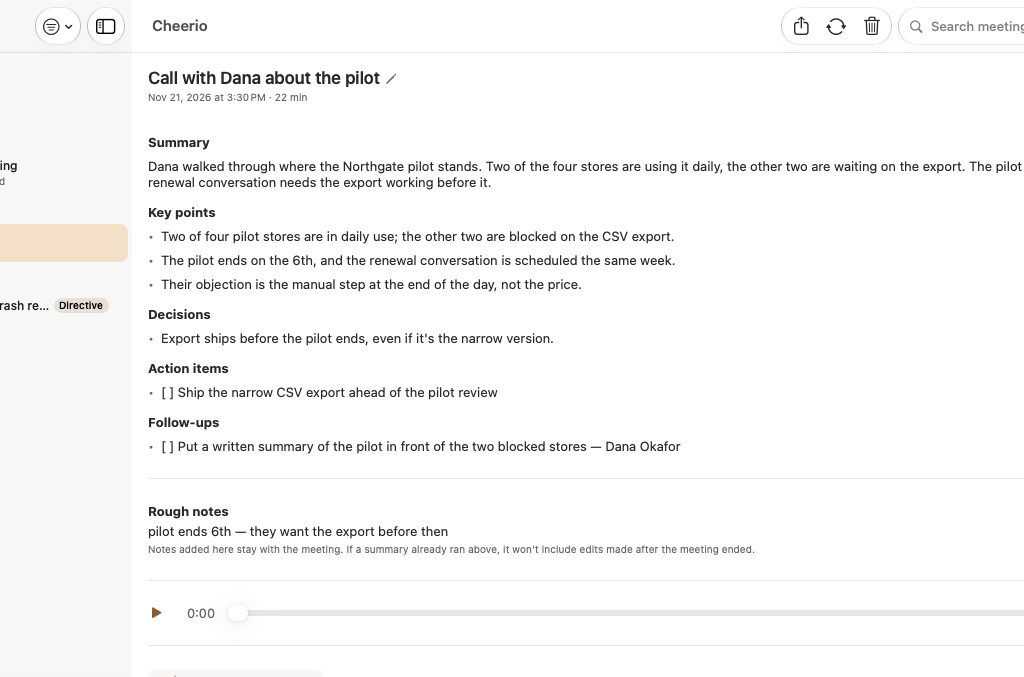 Cheerio
Search meeting
Call with Dana about the pilot
Nov 21, 2026 at 3:30 PM · 22 min
Summary
Dana walked through where the Northgate pilot stands. Two of the four stores are using it daily, the other two are waiting on the export. The pilot
renewal conversation needs the export working before it.
Key points
• Two of four pilot stores are in daily use; the other two are blocked on the CSV export.
• The pilot ends on the 6th, and the renewal conversation is scheduled the same week.
• Their objection is the manual step at the end of the day, not the price.
Decisions
• Export ships before the pilot ends, even if it's the narrow version.
Action items
• [ ] Ship the narrow CSV export ahead of the pilot review
Follow-ups
• [ ] Put a written summary of the pilot in front of the two blocked stores — Dana Okafor
Rough notes
pilot ends 6th — they want the export before then
Notes added here stay with the meeting. If a summary already ran above, it won't include edits made after the meeting ended.
0:00
ing
d
rash re... Directive